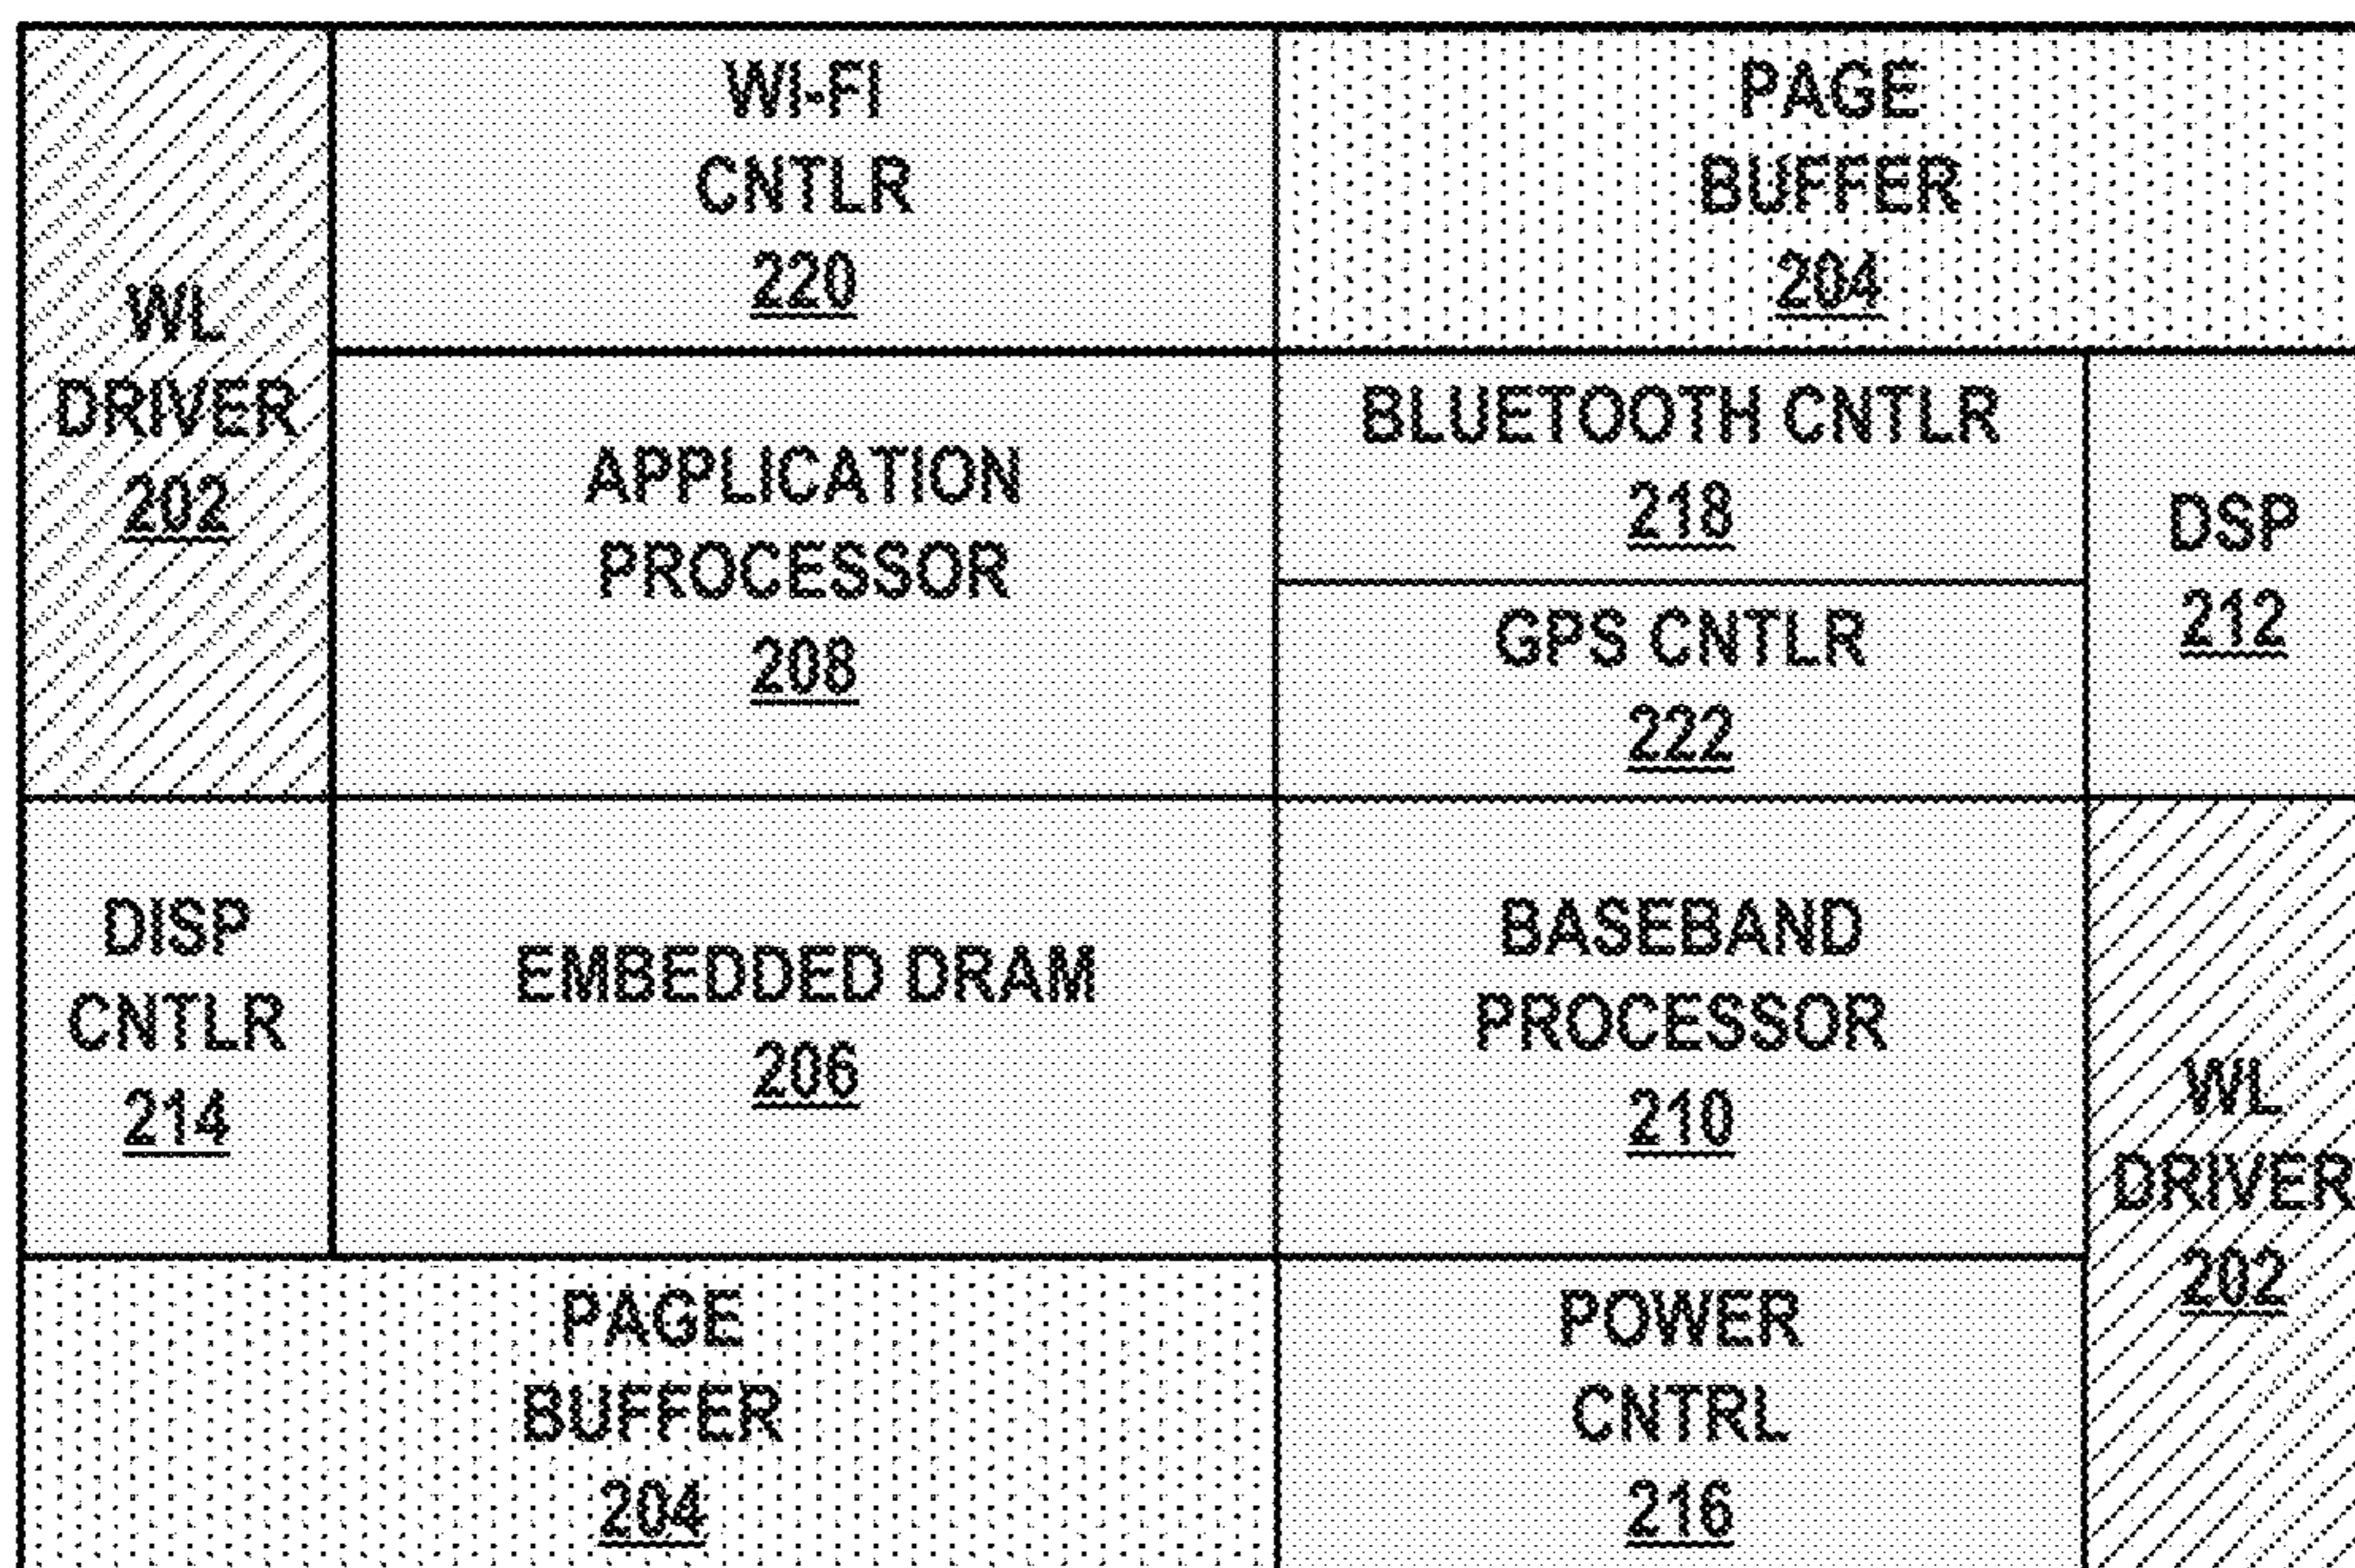 WL
DRIVER
202
WI-FI
CNTLR
220
PAGE
BUFFER
204
APPLICATION
PROCESSOR
208
BLUETOOTH CNTLR
218
GPS CNTLR
222
DSP
212
DISP
CNTLR
214
EMBEDDED DRAM
206
BASEBAND
PROCESSOR
210
WL
DRIVER
202
PAGE
BUFFER
204
POWER
CNTRL
216